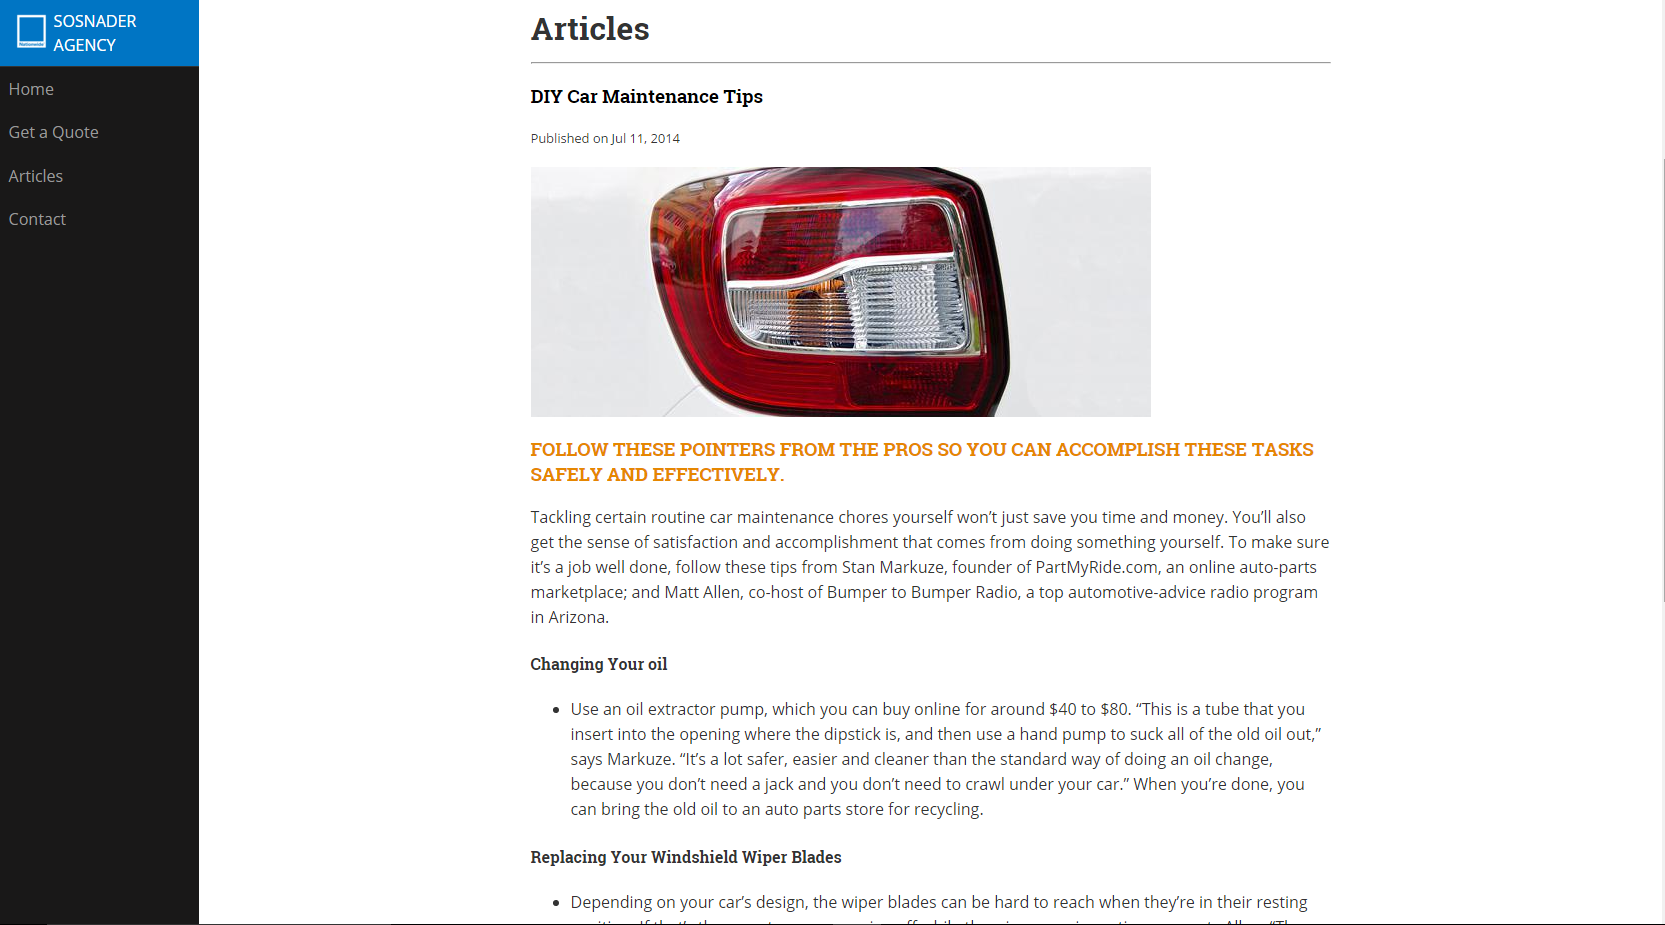 SOSNADER
AGENCY
Home
Get a Quote
Articles
Contact
Articles
DIY Car Maintenance Tips
Published on Jul 11, 2014
FOLLOW THESE POINTERS FROM THE PROS SO YOU CAN ACCOMPLISH THESE TASKS
SAFELY AND EFFECTIVELY.
Tackling certain routine car maintenance chores yourself won’t just save you time and money. You’ll also
get the sense of satisfaction and accomplishment that comes from doing something yourself. To make sure
it’s a job well done, follow these tips from Stan Markuze, founder of PartMyRide.com, an online auto-parts
marketplace; and Matt Allen, co-host of Bumper to Bumper Radio, a top automotive-advice radio program
in Arizona.
Changing Your oil
• Use an oil extractor pump, which you can buy online for around $40 to $80. “This is a tube that you
insert into the opening where the dipstick is, and then use a hand pump to suck all of the old oil out,”
says Markuze. “It’s a lot safer, easier and cleaner than the standard way of doing an oil change,
because you don’t need a jack and you don’t need to crawl under your car.” When you’re done, you
can bring the old oil to an auto parts store for recycling.
Replacing Your Windshield Wiper Blades
• Depending on your car’s design, the wiper blades can be hard to reach when they’re in their resting